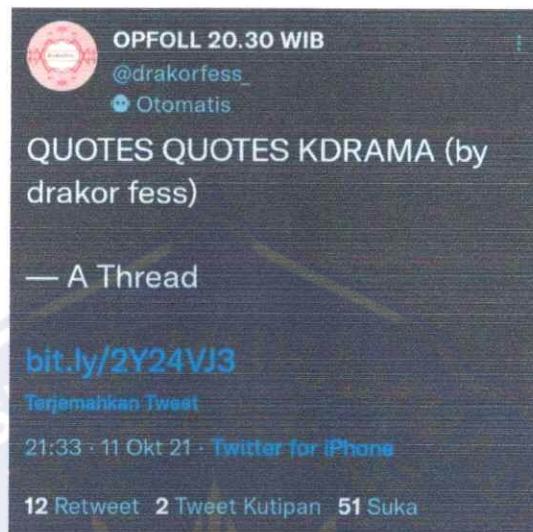 OPFOLL 20.30 WIB
@drakorfess_
Otomatis
QUOTES QUOTES KDRAMA (by
drakor fess)
— A Thread
bit.ly/2Y24VJ3
Terjemahkan Tweet
21:33 · 11 Okt 21 · Twitter for iPhone
12 Retweet 2 Tweet Kutipan 51 Suka